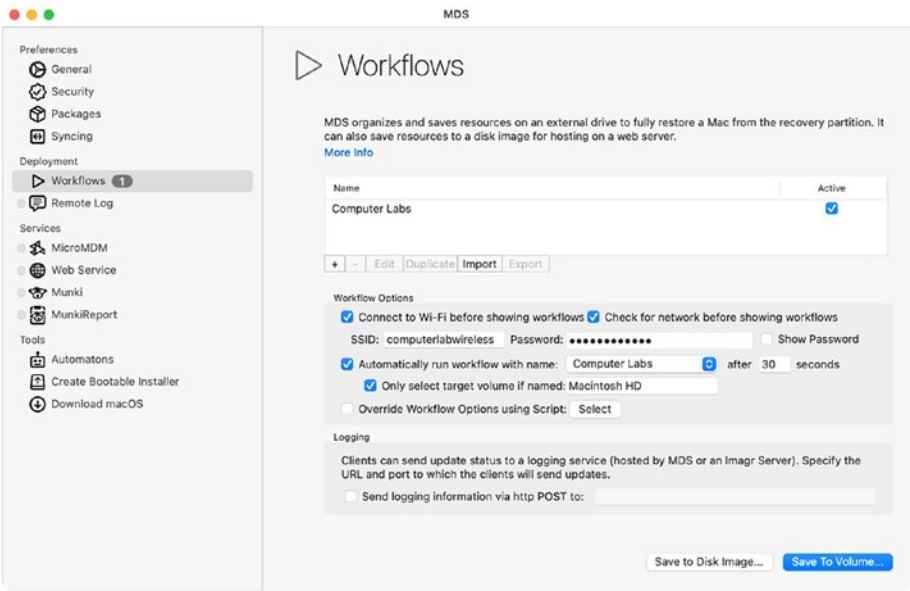 MDS
Preferences
General
Security
Packages
Syncing
Deployment
Workflows 1
Remote Log
Services
MicroMDM
Web Service
Munki
MunkiReport
Tools
Automatons
Create Bootable Installer
Download macOS
Workflows
MDS organizes and saves resources on an external drive to fully restore a Mac from the recovery partition. It
can also save resources to a disk image for hosting on a web server.
More Info
Name Active
Computer Labs
+ - Edit Duplicate Import Export
Workflow Options
Connect to Wi-Fi before showing workflows Check for network before showing workflows
SSID: computerlabwireless Password: •••••••••••• Show Password
Automatically run workflow with name: Computer Labs after 30 seconds
Only select target volume if named: Macintosh HD
Override Workflow Options using Script: Select
Logging
Clients can send update status to a logging service (hosted by MDS or an Imagr Server). Specify the
URL and port to which the clients will send updates.
Send logging information via http POST to:
Save to Disk Image... Save To Volume...